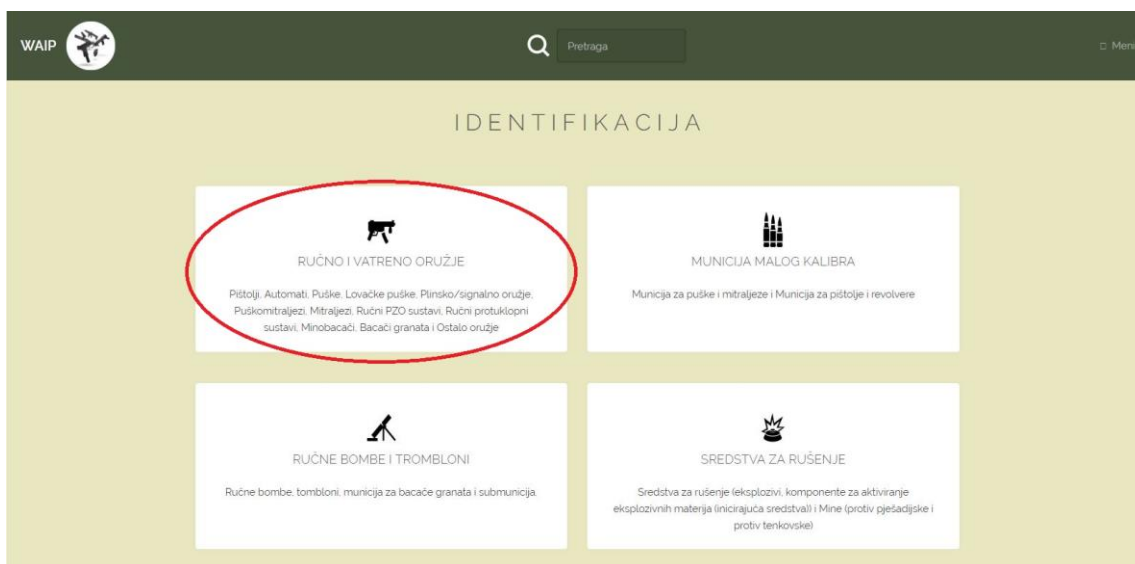 WAIP
Pretraga
Meni
IDENTIFIKACIJA
RUČNO I VATRENO ORUŽJE
Pištolji, Automati, Puške, Lovačke puške, Plinsko/signalno oružje,
Puškomitraljezi, Mitraljezi, Ručni PZO sustavi, Ručni protuklopni
sustavi, Minobacači, Bacači granata i Ostalo oružje
MUNICIJA MALOG KALIBRA
Municija za puške i mitraljeze i Municija za pištolje i revolvere
RUČNE BOMBE I TROMBLONI
Ručne bombe, tombloni, municija za bacače granata i submunicija.
SREDSTVA ZA RUŠENJE
Sredstva za rušenje (eksplozivi, komponente za aktiviranje
eksplozivnih materija (inicirajuća sredstva)) i Mine (protiv pješadijske i
protiv tenkovske)